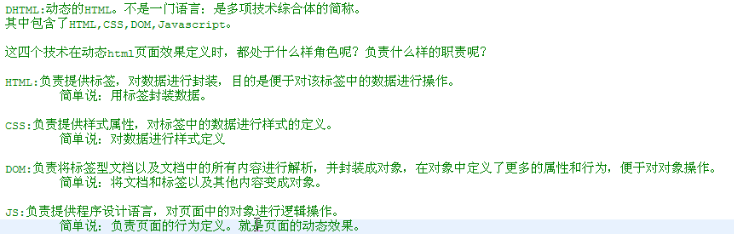 DHTML:动态的HTML。不是一门语言：是多项技术综合体的简称。
其中包含了HTML,CSS,DOM,Javascript。
这四个技术在动态html页面效果定义时，都处于什么样角色呢？负责什么样的职责呢？
HTML:负责提供标签，对数据进行封装，目的是便于对该标签中的数据进行操作。
简单说：用标签封装数据。
CSS:负责提供样式属性，对标签中的数据进行样式的定义。
简单说：对数据进行样式定义
DOM:负责将标签型文档以及文档中的所有内容进行解析，并封装成对象，在对象中定义了更多的属性和行为，便于对对象操作。
简单说：将文档和标签以及其他内容变成对象。
JS:负责提供程序设计语言，对页面中的对象进行逻辑操作。
简单说：负责页面的行为定义。就是页面的动态效果。